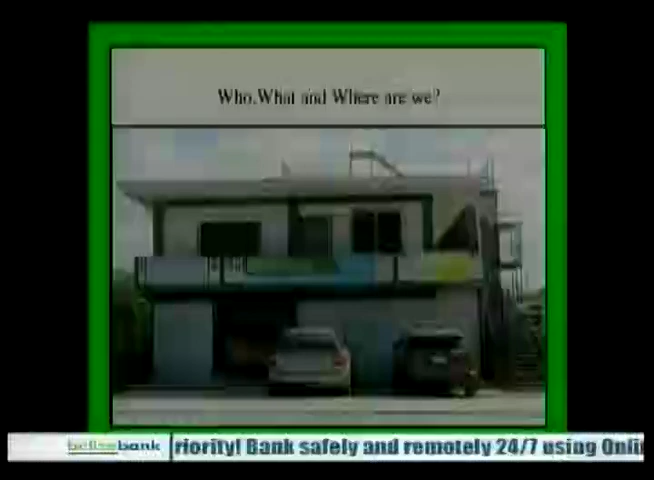 Who.What and Where are we?
belizebank
riority! Bank safely and remotely 24/7 using Onli